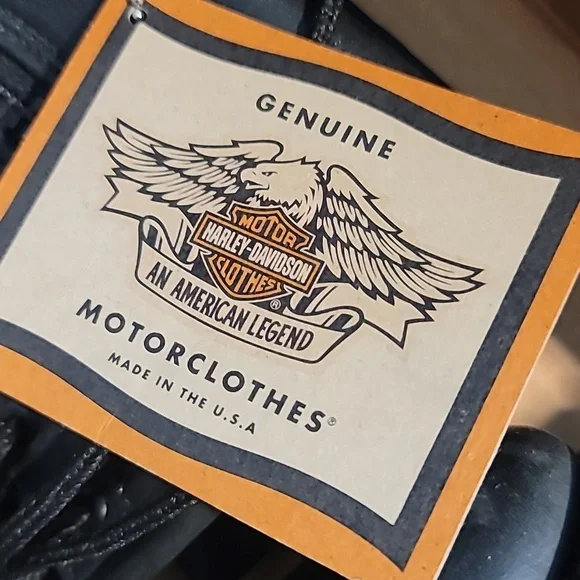 GENUINE
MOTOR
HARLEY-DAVIDSON
CLOTHES®
AN AMERICAN LEGEND
MOTORCLOTHES®
MADE IN THE U.S.A